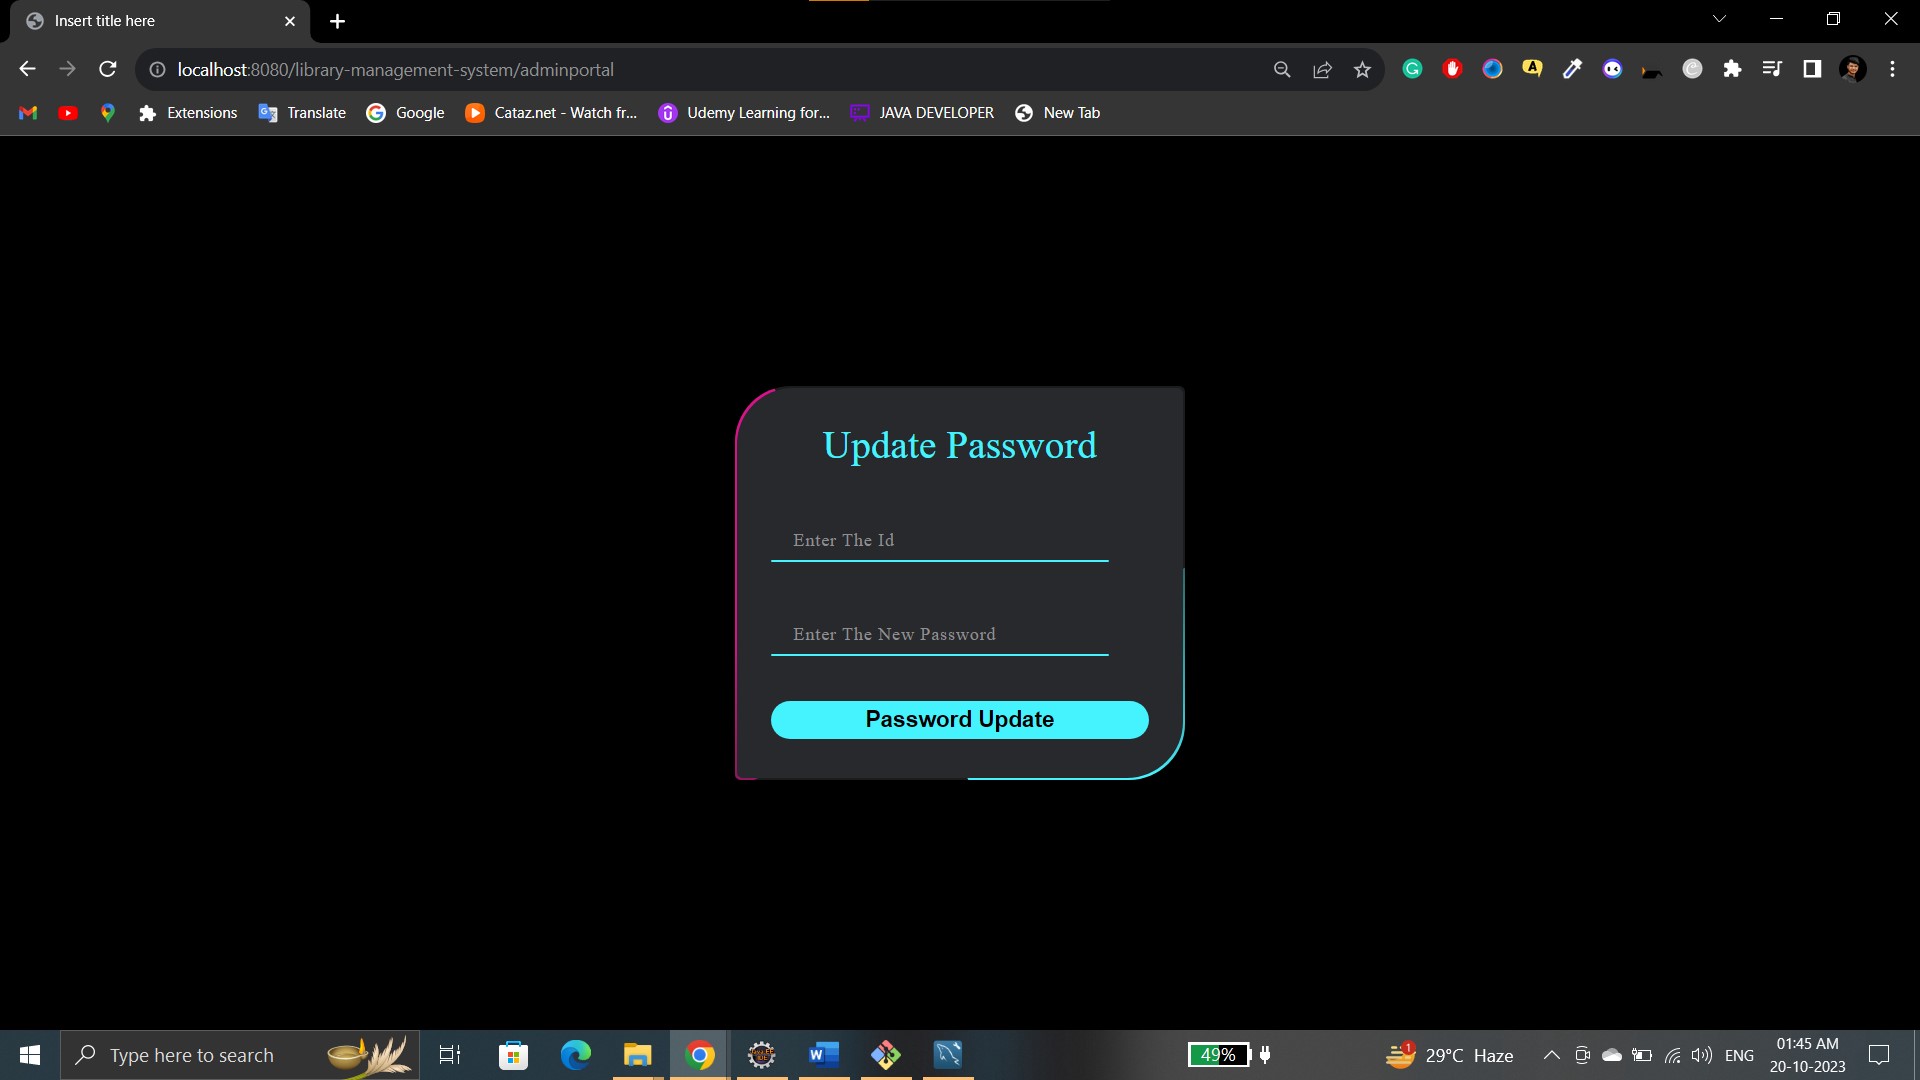 Insert title here
localhost:8080/library-management-system/adminportal
Extensions Translate Google Cataz.net - Watch fr... Udemy Learning for... JAVA DEVELOPER New Tab
Update Password
Enter The Id
Enter The New Password
Password Update
Type here to search
49%
1
29°C Haze
ENG
01:45 AM
20-10-2023